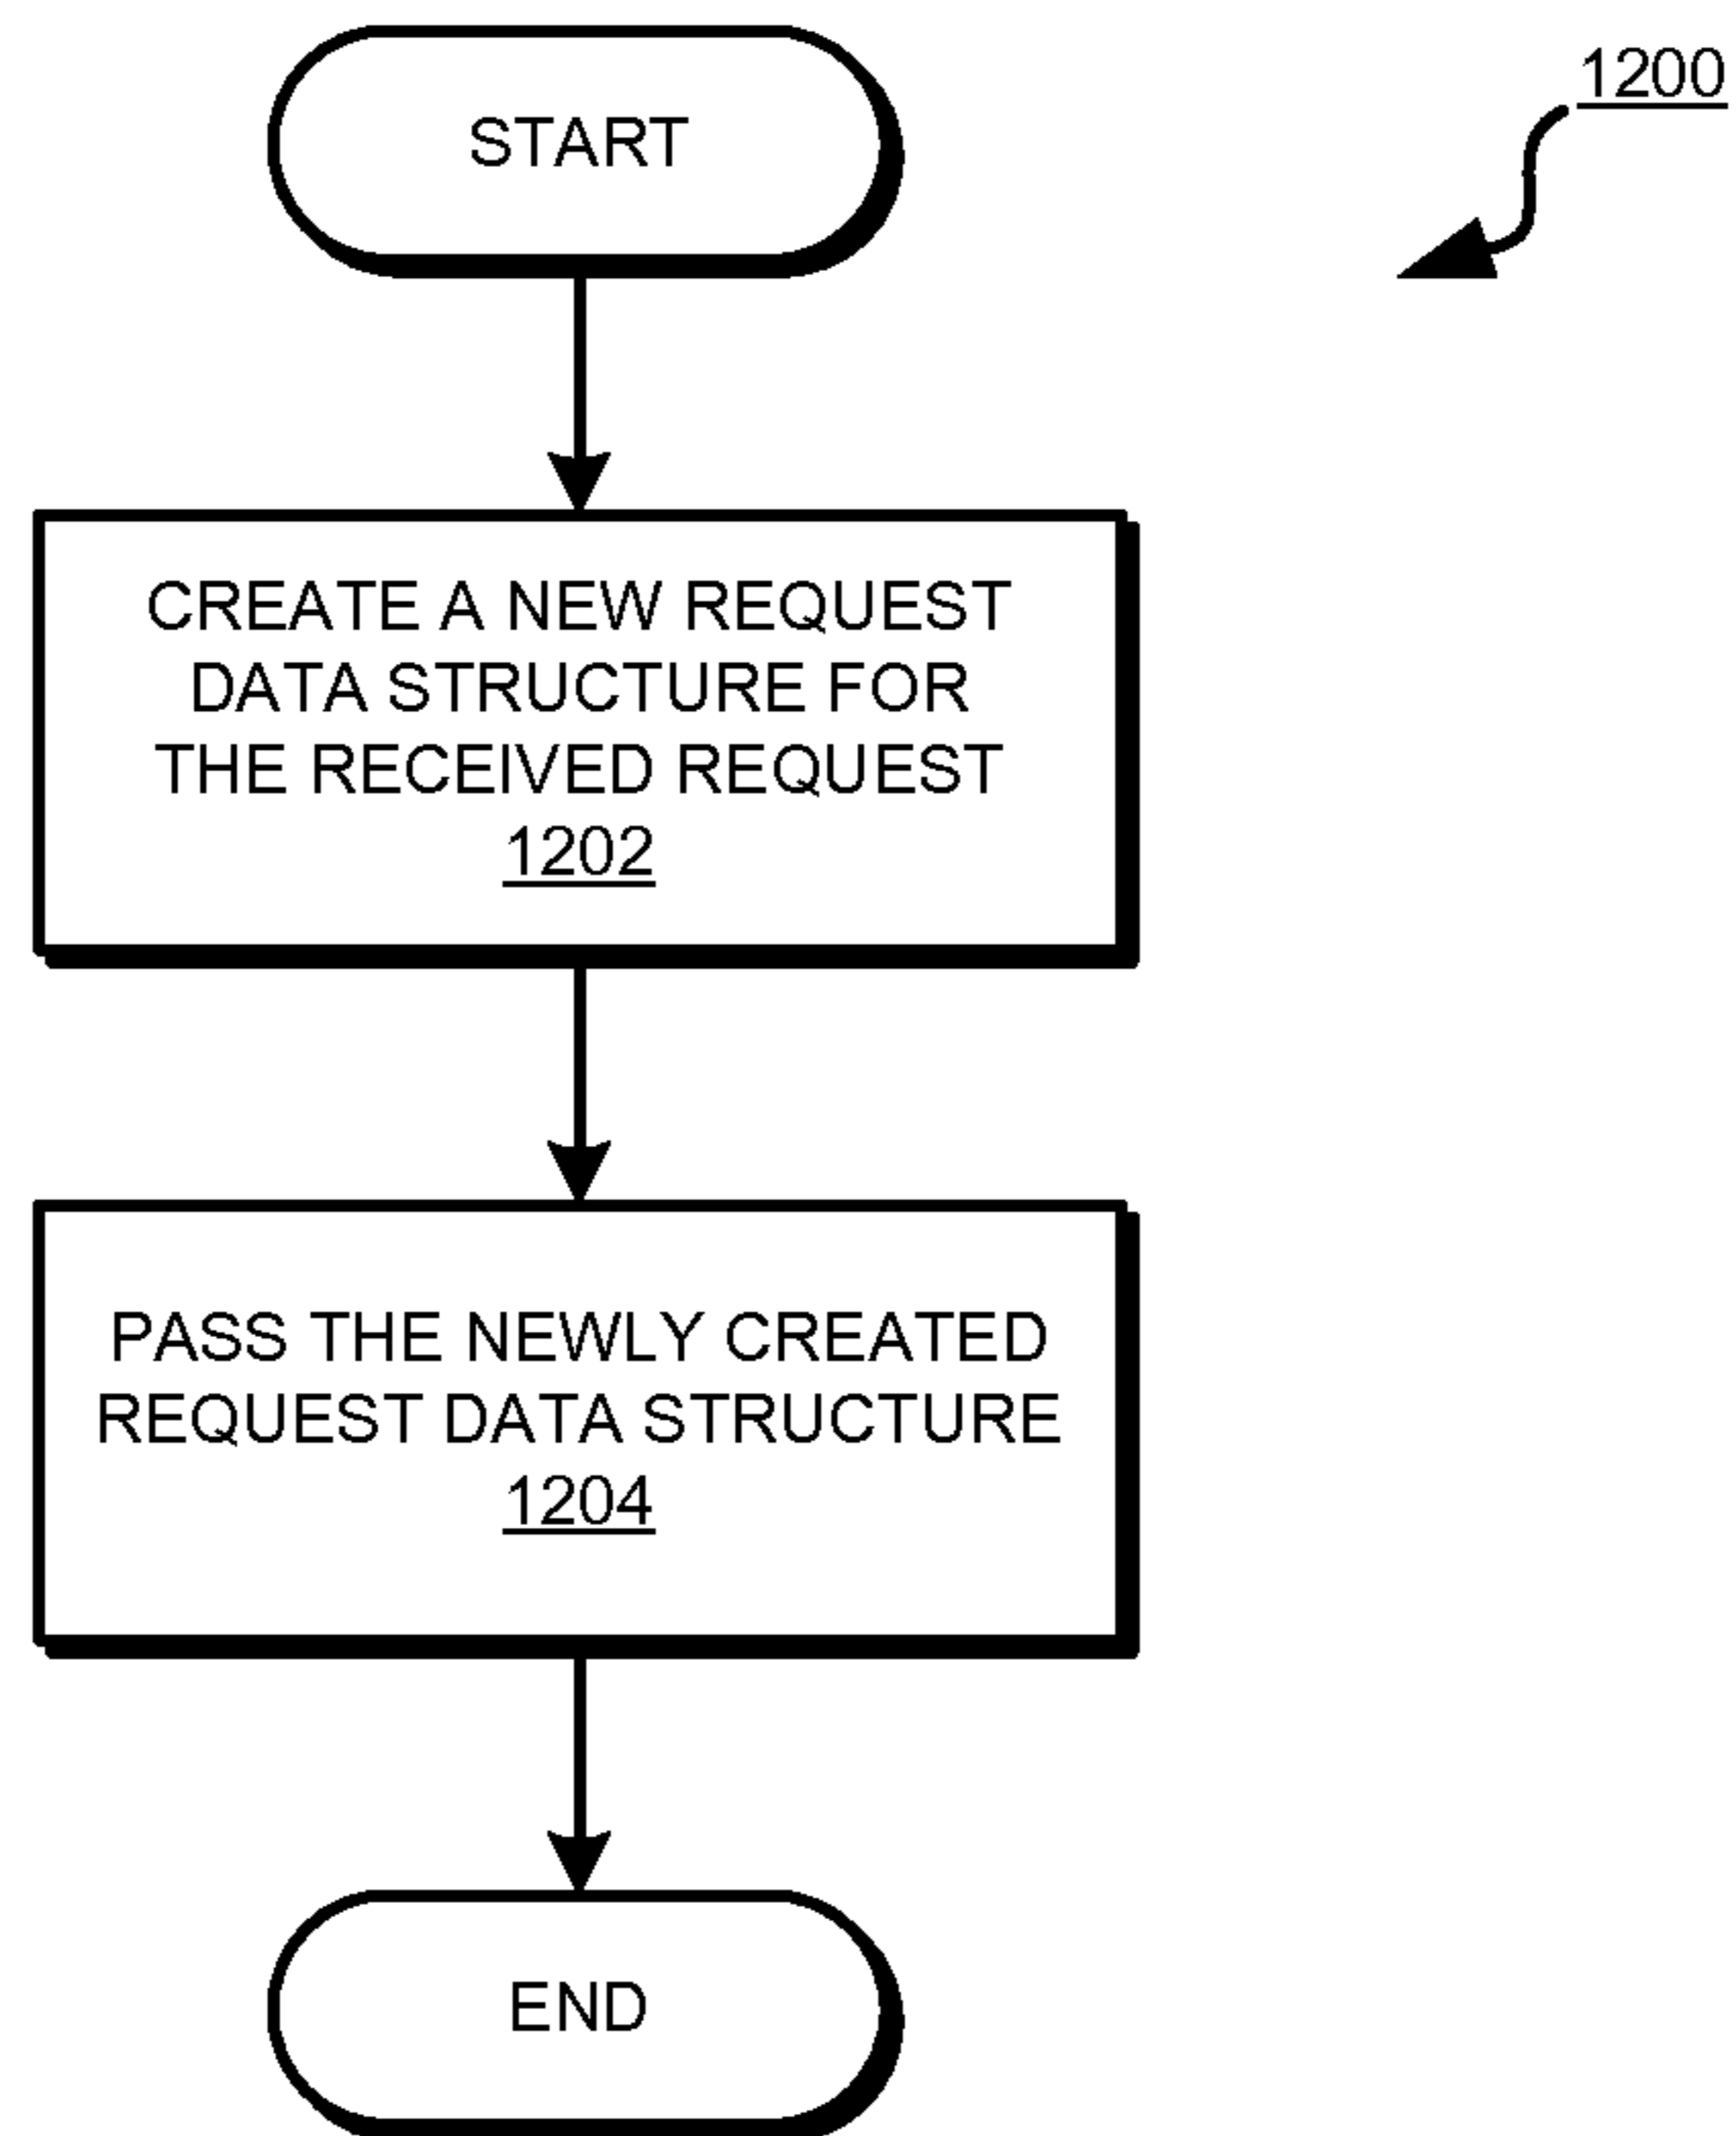 START
1200
CREATE A NEW REQUEST
DATA STRUCTURE FOR
THE RECEIVED REQUEST
1202
PASS THE NEWLY CREATED
REQUEST DATA STRUCTURE
1204
END